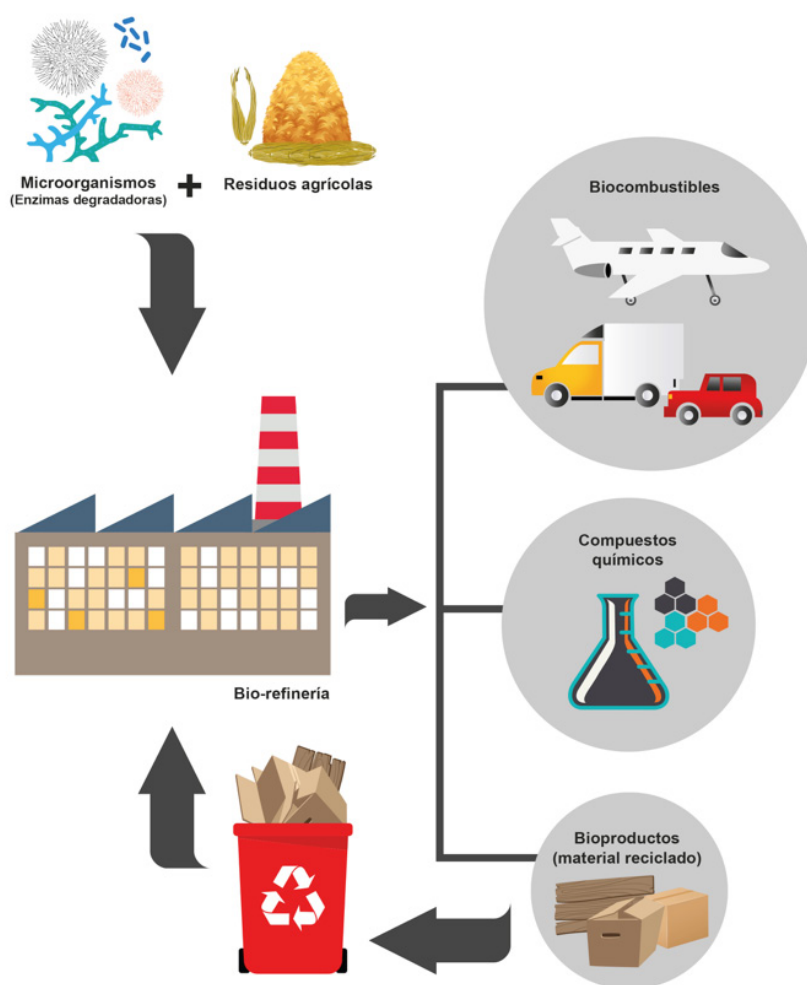 Microorganismos
(Enzimas degradadoras)
+
Residuos agrícolas
Biocombustibles
Compuestos
químicos
Bio-refinería
Bioproductos
(material reciclado)